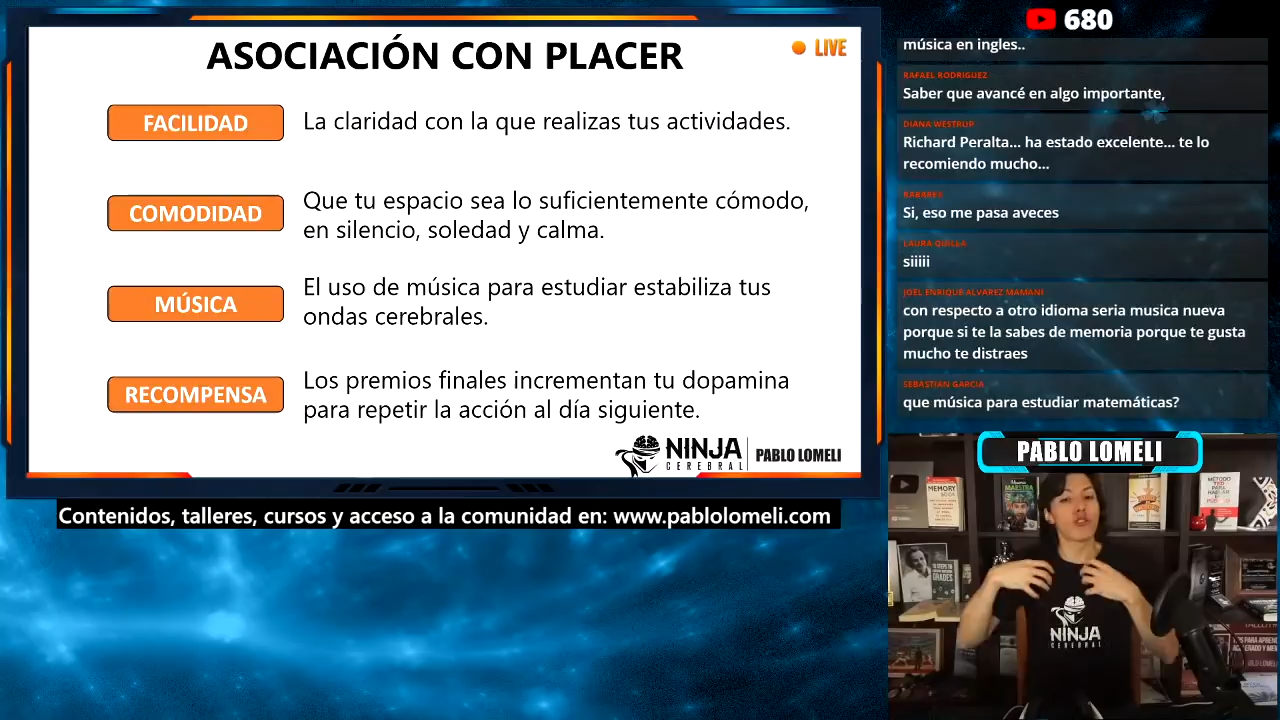 ASOCIACIÓN CON PLACER
LIVE
FACILIDAD
La claridad con la que realizas tus actividades.
COMODIDAD
Que tu espacio sea lo suficientemente cómodo,
en silencio, soledad y calma.
MÚSICA
El uso de música para estudiar estabiliza tus
ondas cerebrales.
RECOMPENSA
Los premios finales incrementan tu dopamina
para repetir la acción al día siguiente.
NINJA
CEREBRAL
PABLO LOMELI
Contenidos, talleres, cursos y acceso a la comunidad en: www.pablolomeli.com
680
música en ingles..
RAFAEL RODRIGUEZ
Saber que avancé en algo importante,
DIANA WESTRUP
Richard Peralta... ha estado excelente... te lo
recomiendo mucho...
Si, eso me pasa aveces
LAURA QUILLA
siiiii
JOEL ENRIQUE ALVAREZ MAMANI
con respecto a otro idioma seria musica nueva
porque si te la sabes de memoria porque te gusta
mucho te distraes
SEBASTIAN GARCIA
que música para estudiar matemáticas?
PABLO LOMELI
MEMORY
MAESTRA
MÉTODO
TED
PARA
HABLAR
GRADES
NINJA
CEREBRAL